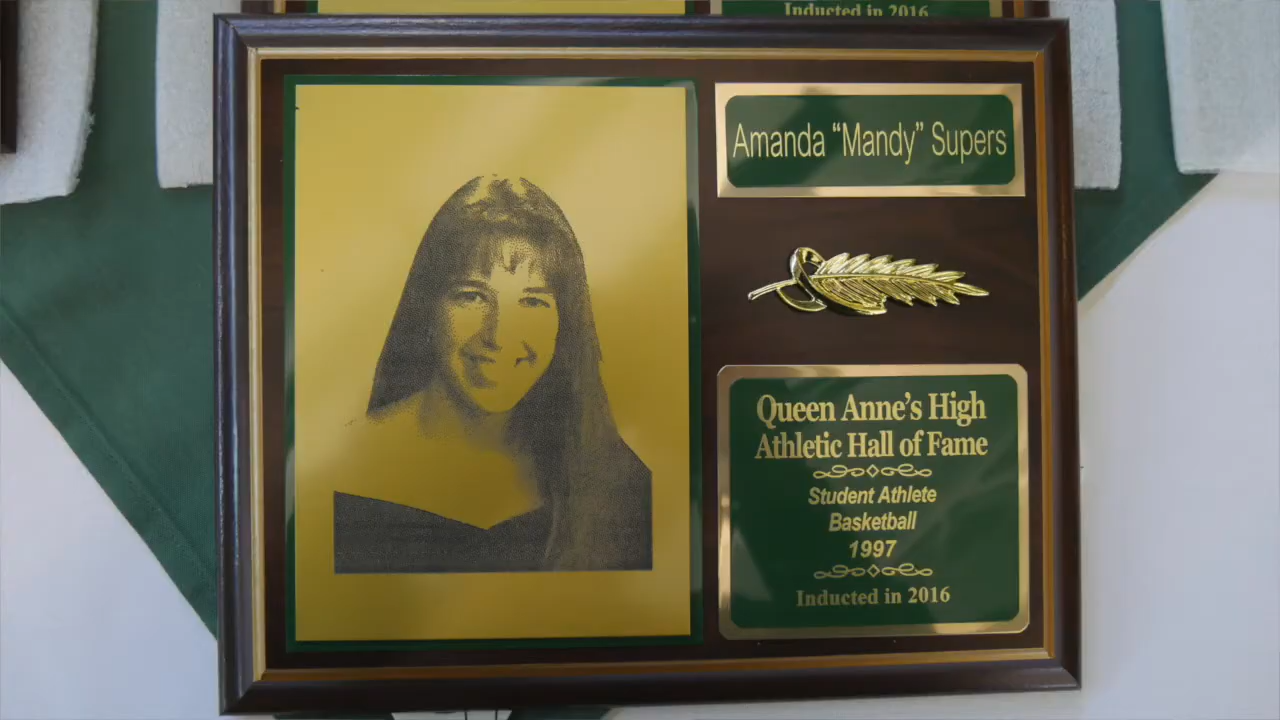 Inducted in 2016
Amanda “Mandy” Supers
Queen Anne’s High
Athletic Hall of Fame
Student Athlete
Basketball
1997
Inducted in 2016